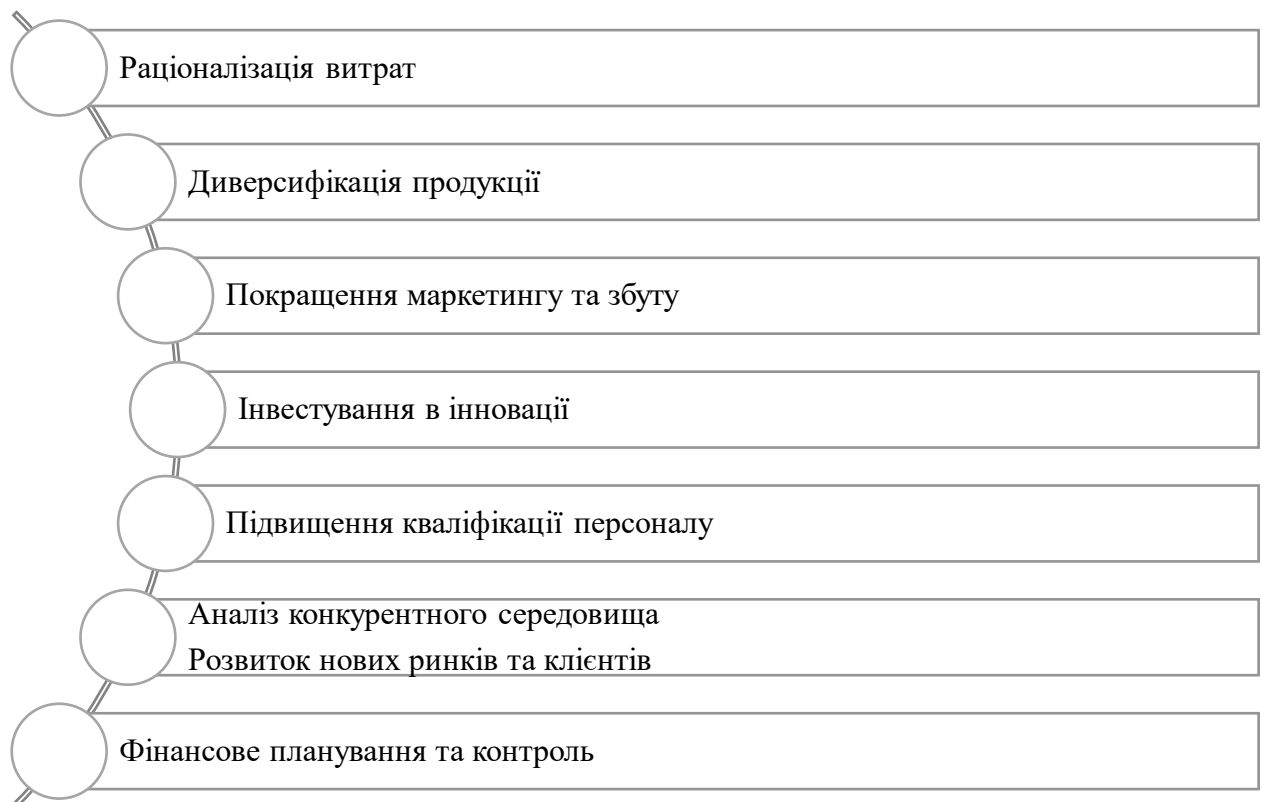 Раціоналізація витрат
Диверсифікація продукції
Покращення маркетингу та збуту
Інвестування в інновації
Підвищення кваліфікації персоналу
Аналіз конкурентного середовища
Розвиток нових ринків та клієнтів
Фінансове планування та контроль